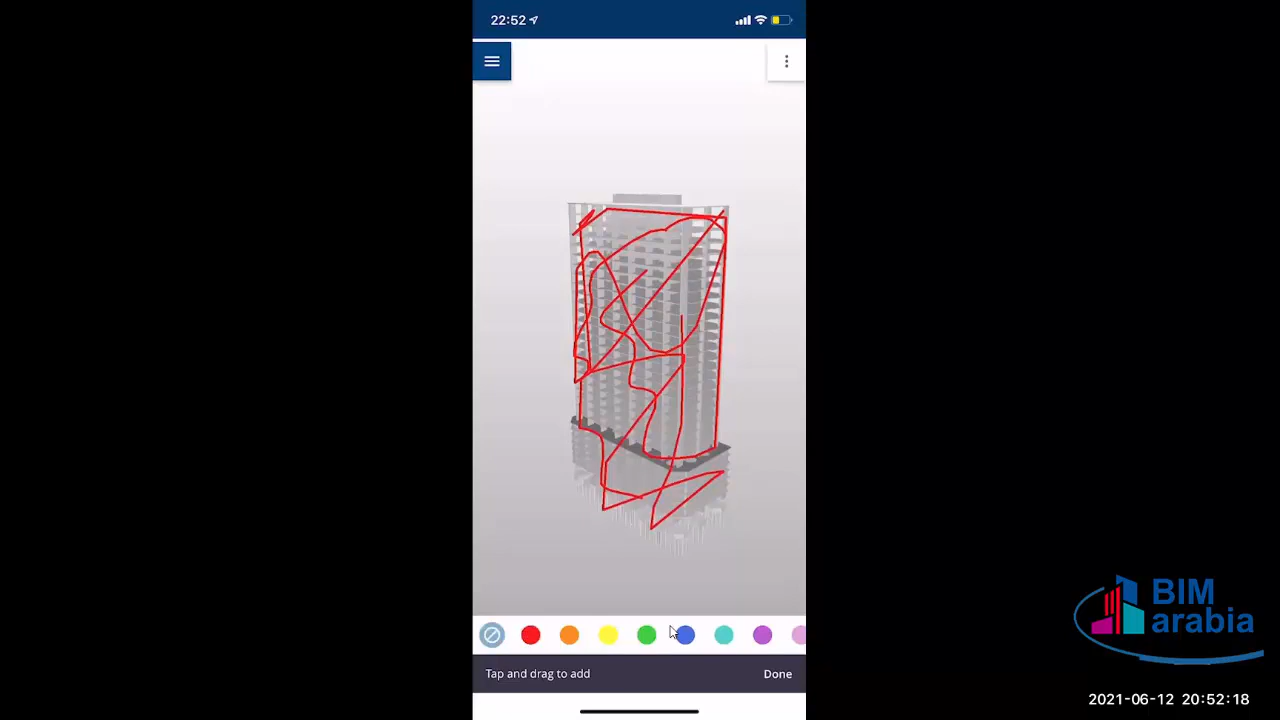 22:52
Tap and drag to add
Done
BIM
arabia
2021-06-12 20:52:18